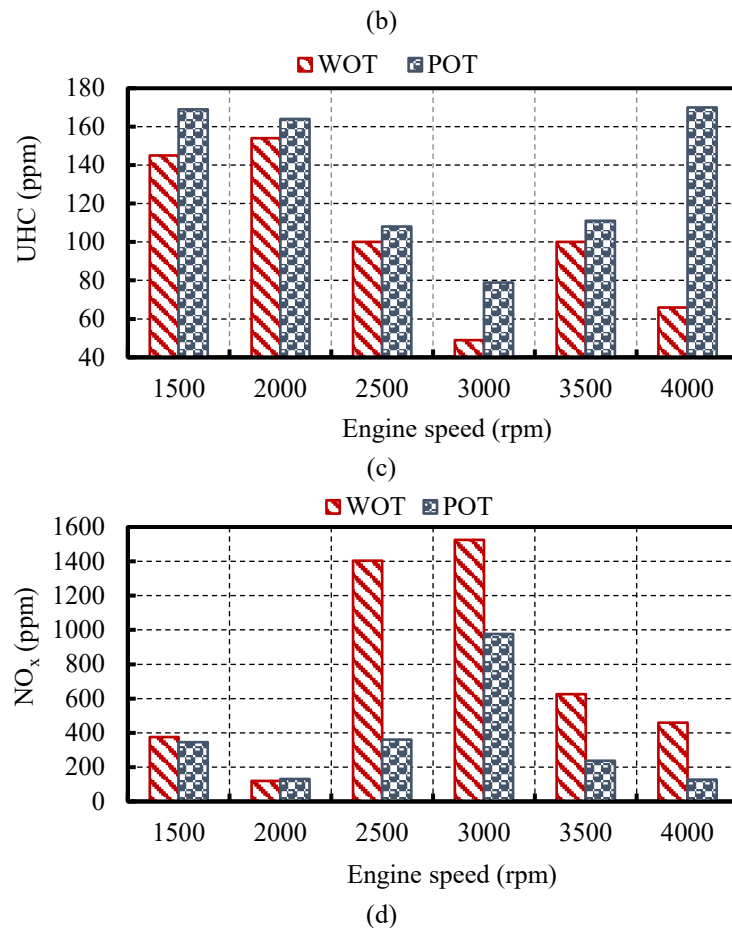 (b)
WOT POT
180
160
140
120
100
80
60
40
UHC (ppm)
1500 2000 2500 3000 3500 4000
Engine speed (rpm)
(c)
WOT POT
1600
1400
1200
1000
800
600
400
200
0
NOx (ppm)
1500 2000 2500 3000 3500 4000
Engine speed (rpm)
(d)